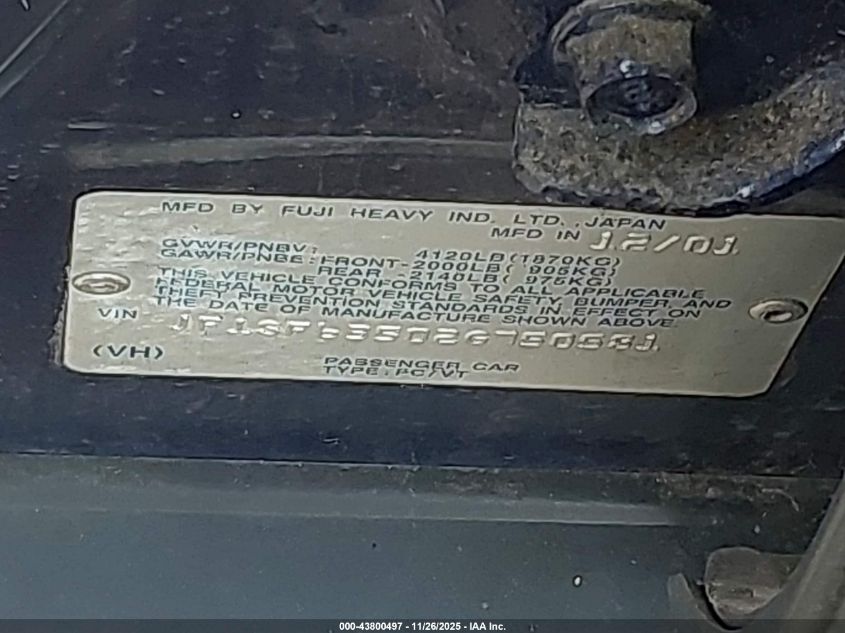 MFD BY FUJI HEAVY IND. LTD., JAPAN
MFD IN 12/01
GVWR/PNBV: 4120LB(1870KG)
GAWR/PNBE: FRONT-2000LB( 905KG)
REAR -2140LB( 975KG)
THIS VEHICLE CONFORMS TO ALL APPLICABLE
FEDERAL MOTOR VEHICLE SAFETY, BUMPER, AND
THEFT PREVENTION STANDARDS IN EFFECT ON
THE DATE OF MANUFACTURE SHOWN ABOVE.
VIN
(VH)
PASSENGER CAR
TYPE: PC/VT
000-43800497 - 11/26/2025 - IAA Inc.